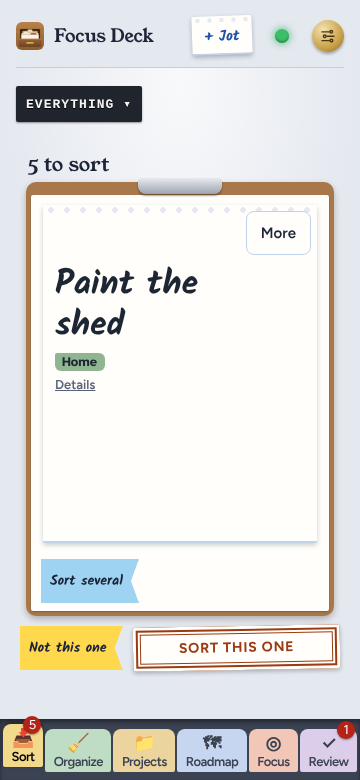 Focus Deck
+ Jot
EVERYTHING ▾
5 to sort
More
Paint the
shed
Home
Details
Sort several
Not this one
SORT THIS ONE
5
1
Sort
Organize
Projects
Roadmap
Focus
Review